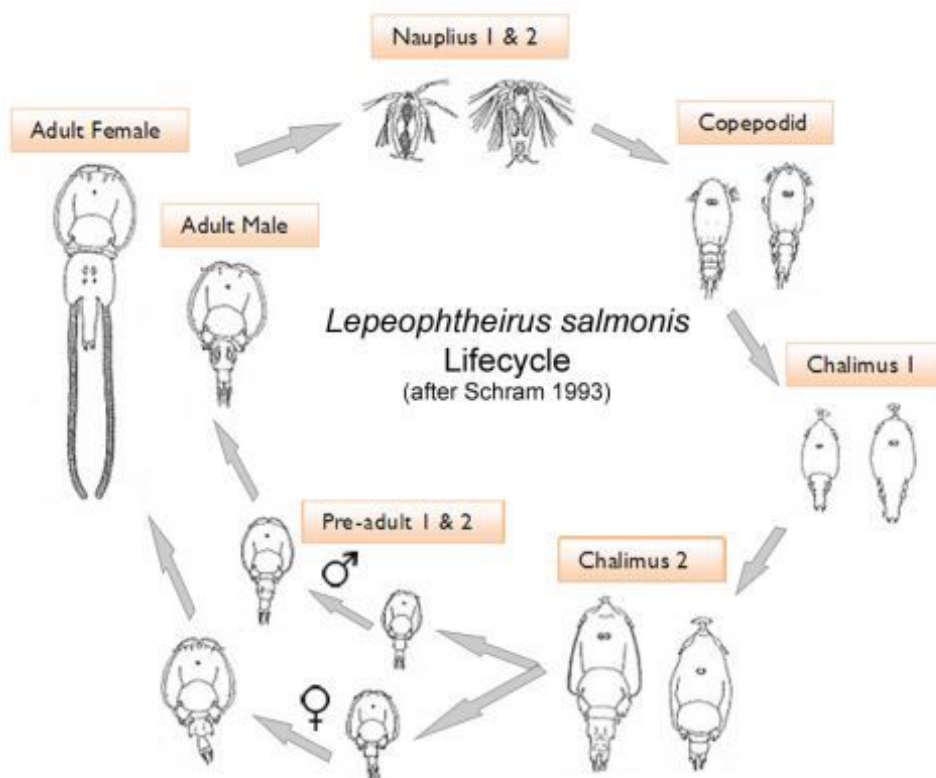 Nauplius 1 & 2
Adult Female
Copepodid
Adult Male
Lepeophtheirus salmonis
Lifecycle
(after Schram 1993)
Chalimus 1
Pre-adult 1 & 2
Chalimus 2
♂
♀